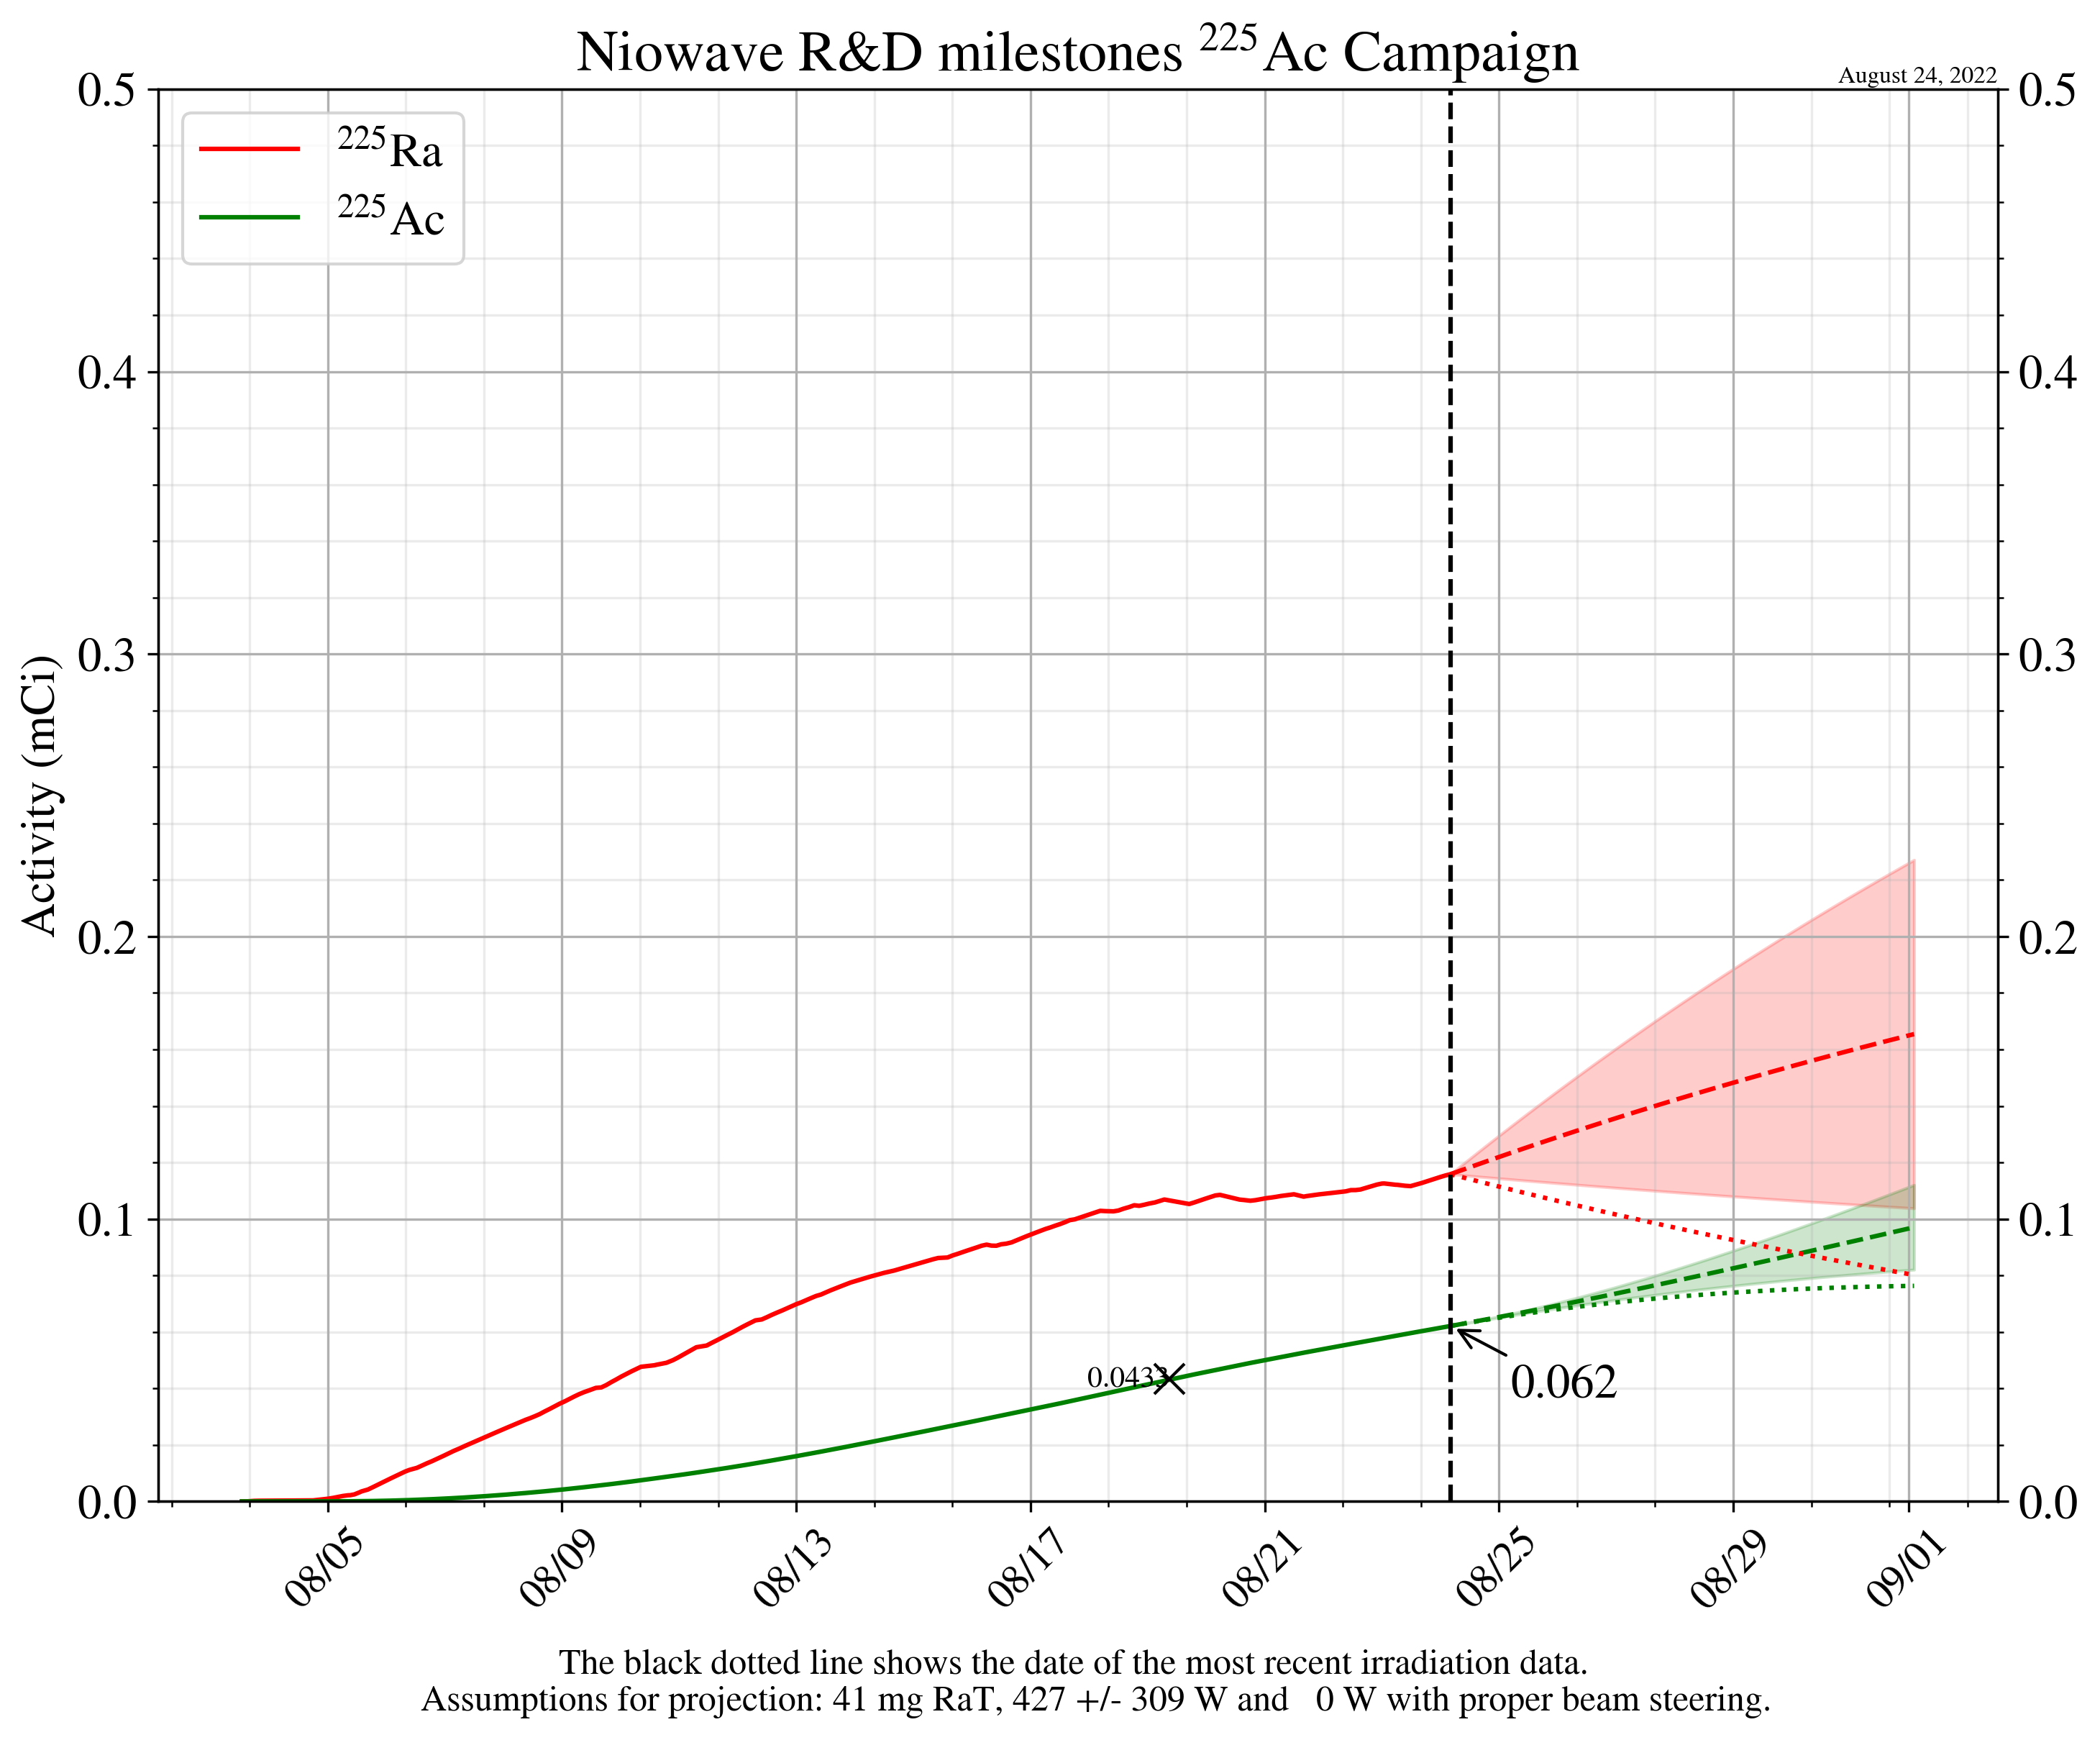 Niowave R&D milestones ²²⁵Ac Campaign
August 24, 2022
²²⁵Ra
²²⁵Ac
Activity (mCi)
0.5
0.4
0.3
0.2
0.1
0.0
0.5
0.4
0.3
0.2
0.1
0.0
0.0433
0.062
08/05 08/09 08/13 08/17 08/21 08/25 08/29 09/01
The black dotted line shows the date of the most recent irradiation data.
Assumptions for projection: 41 mg RaT, 427 +/- 309 W and 0 W with proper beam steering.